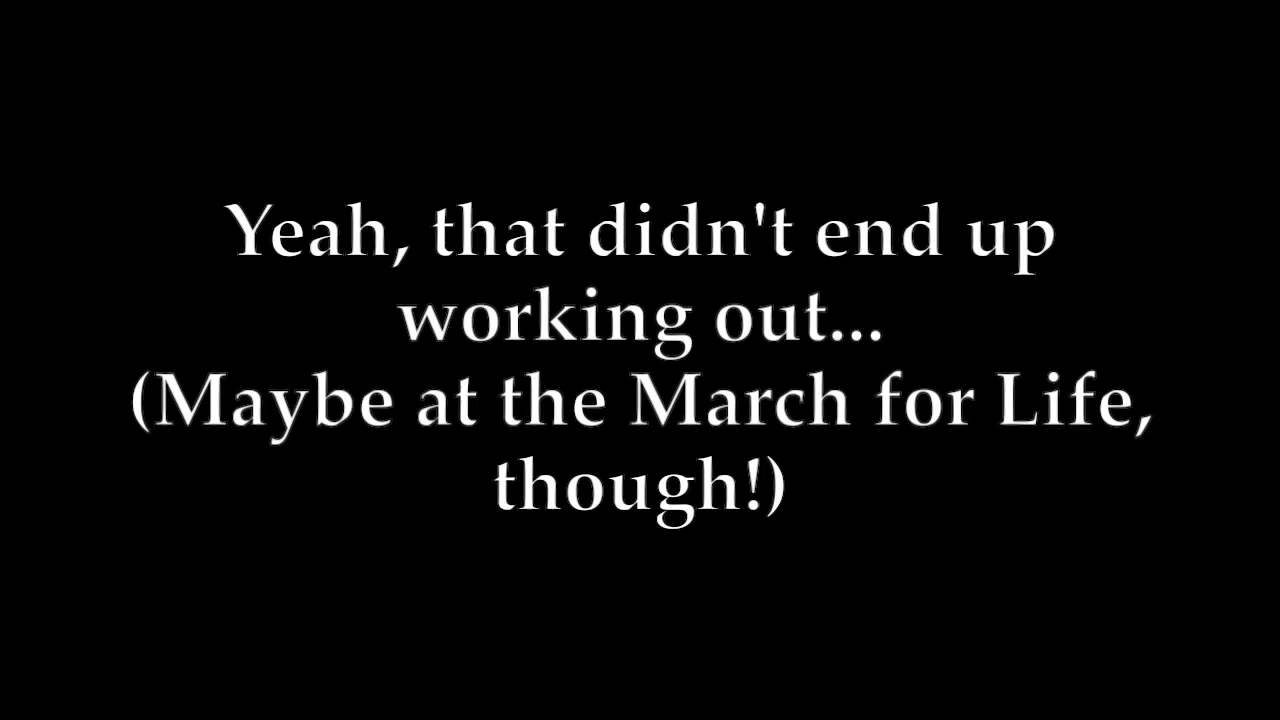 Yeah, that didn't end up
working out...
(Maybe at the March for Life,
though!)